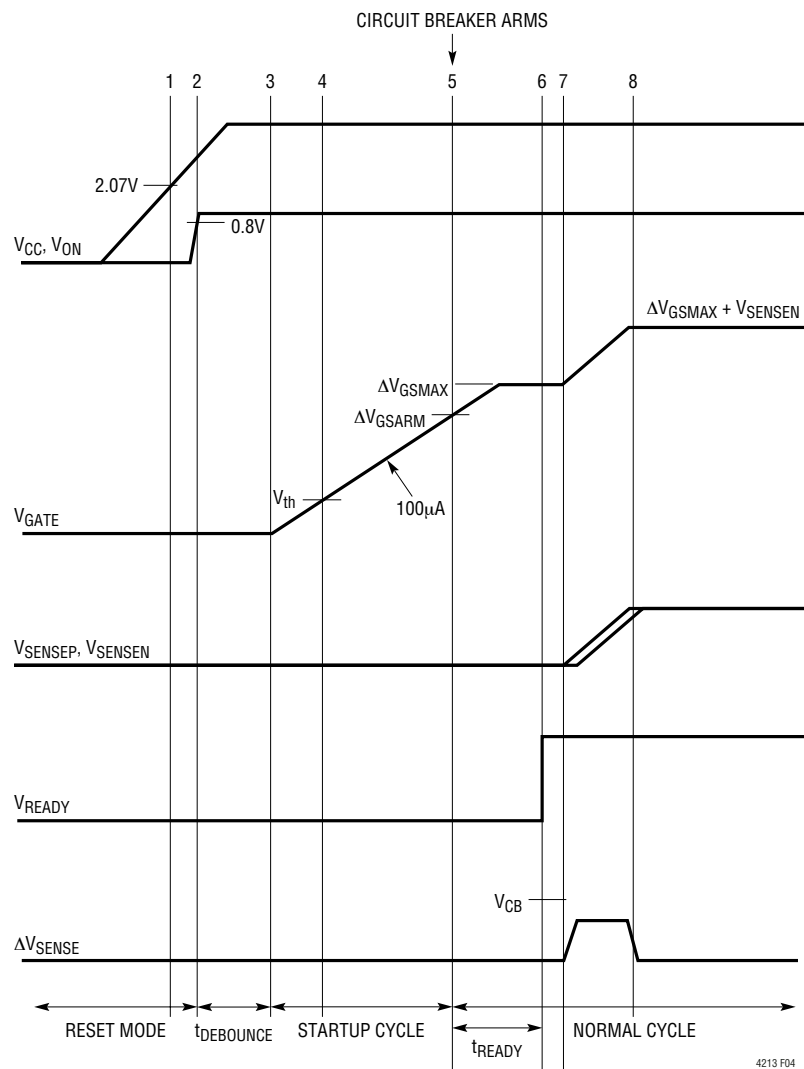 CIRCUIT BREAKER ARMS
1 2 3 4 5 6 7 8
2.07V
0.8V
VCC, VON
ΔVGSMAX + VSENSEN
ΔVGSMAX
ΔVGSARM
Vth
100µA
VGATE
VSENSEP, VSENSEN
VREADY
VCB
ΔVSENSE
RESET MODE tDEBOUNCE STARTUP CYCLE NORMAL CYCLE
tREADY
4213 F04